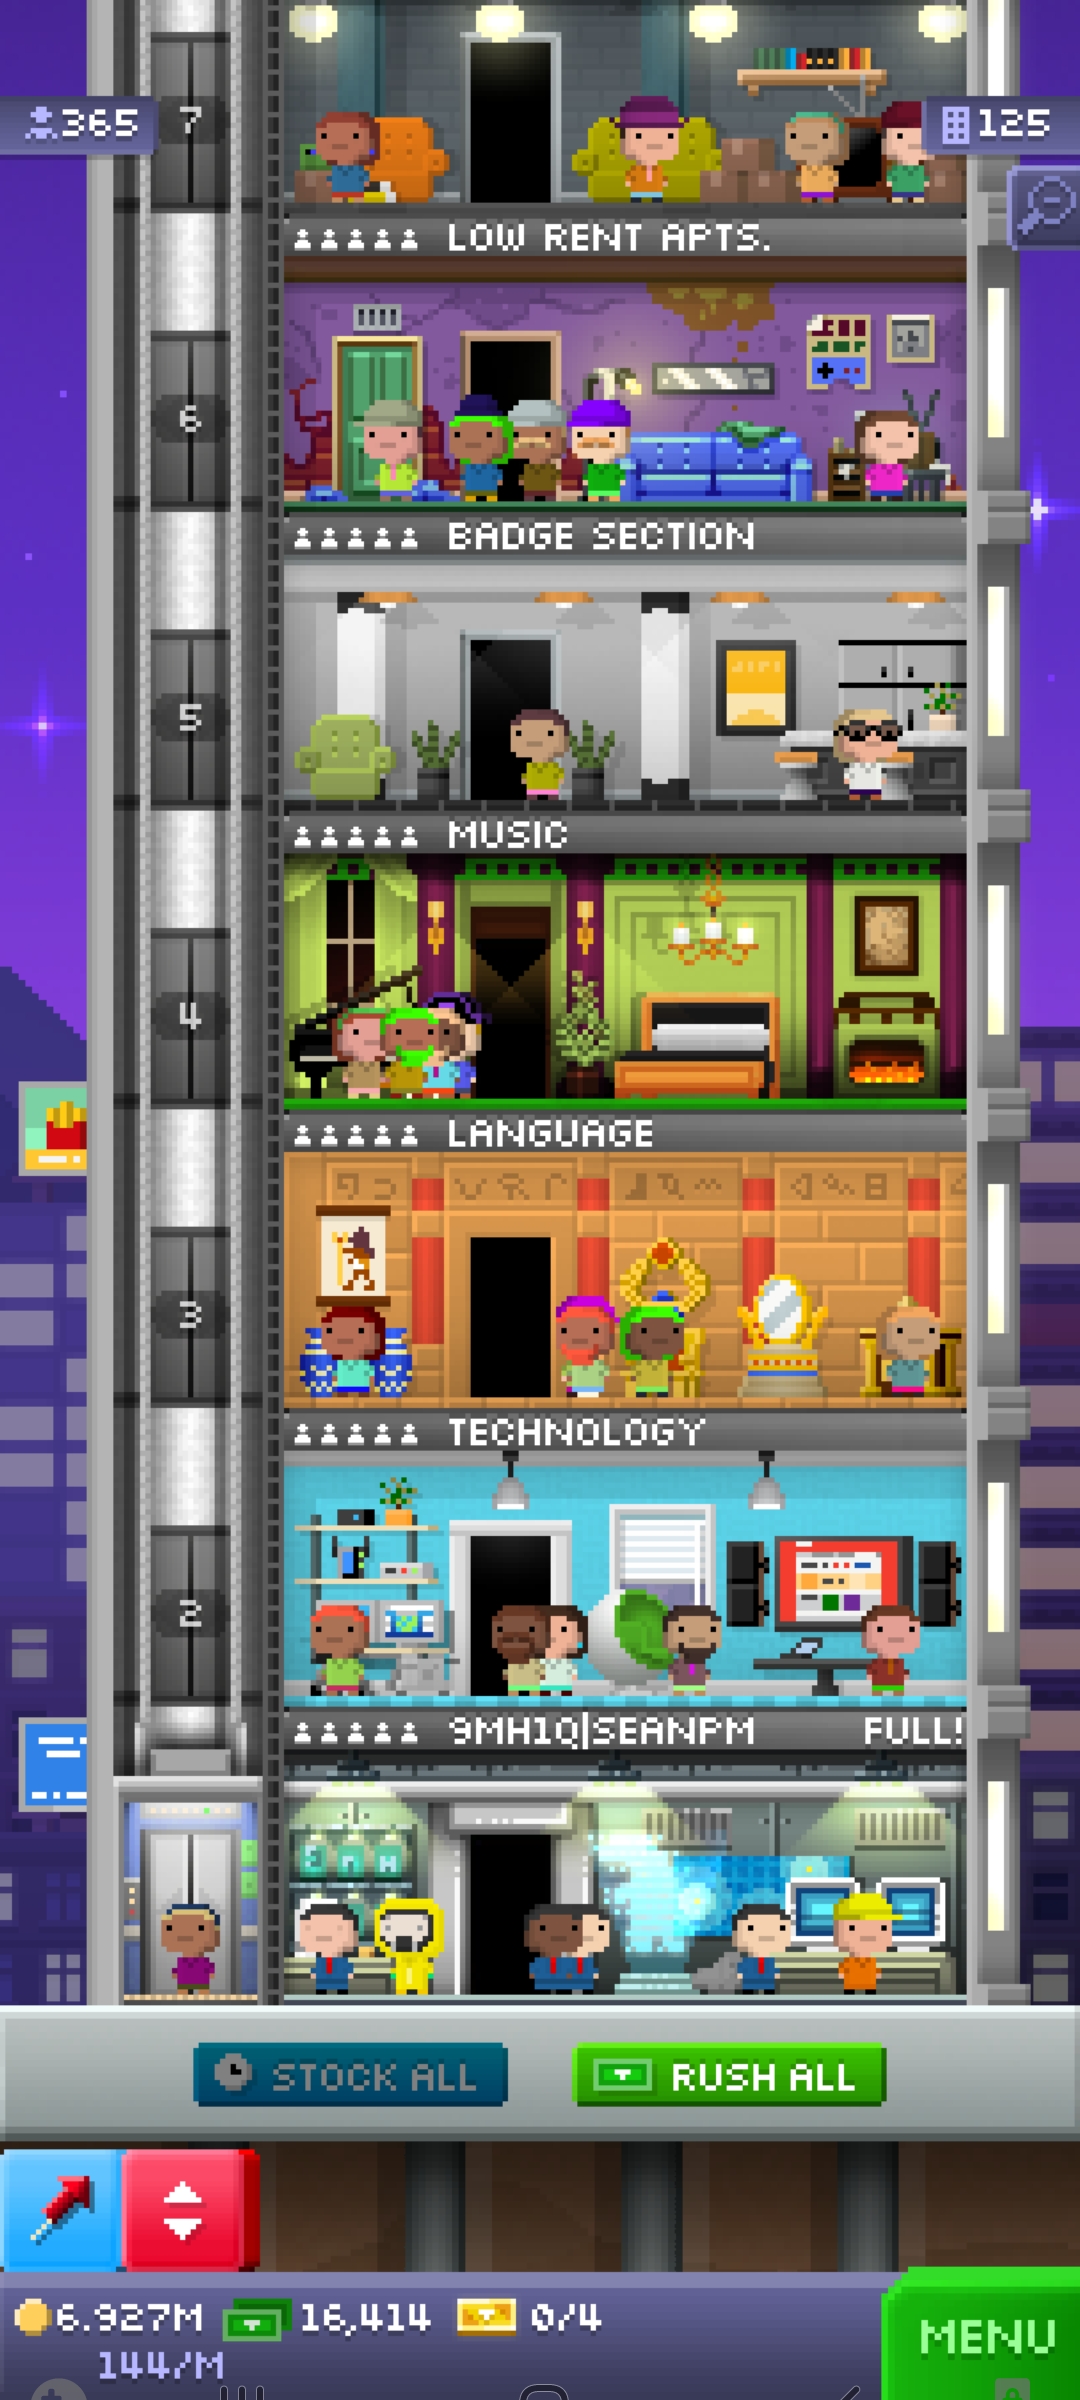 365
7
125
LOW RENT APTS.
6
BADGE SECTION
5
MUSIC
4
LANGUAGE
3
TECHNOLOGY
2
9MH1Q|SEANPM FULL!
STOCK ALL
RUSH ALL
6.927M 16,414 0/4
144/M
MENU